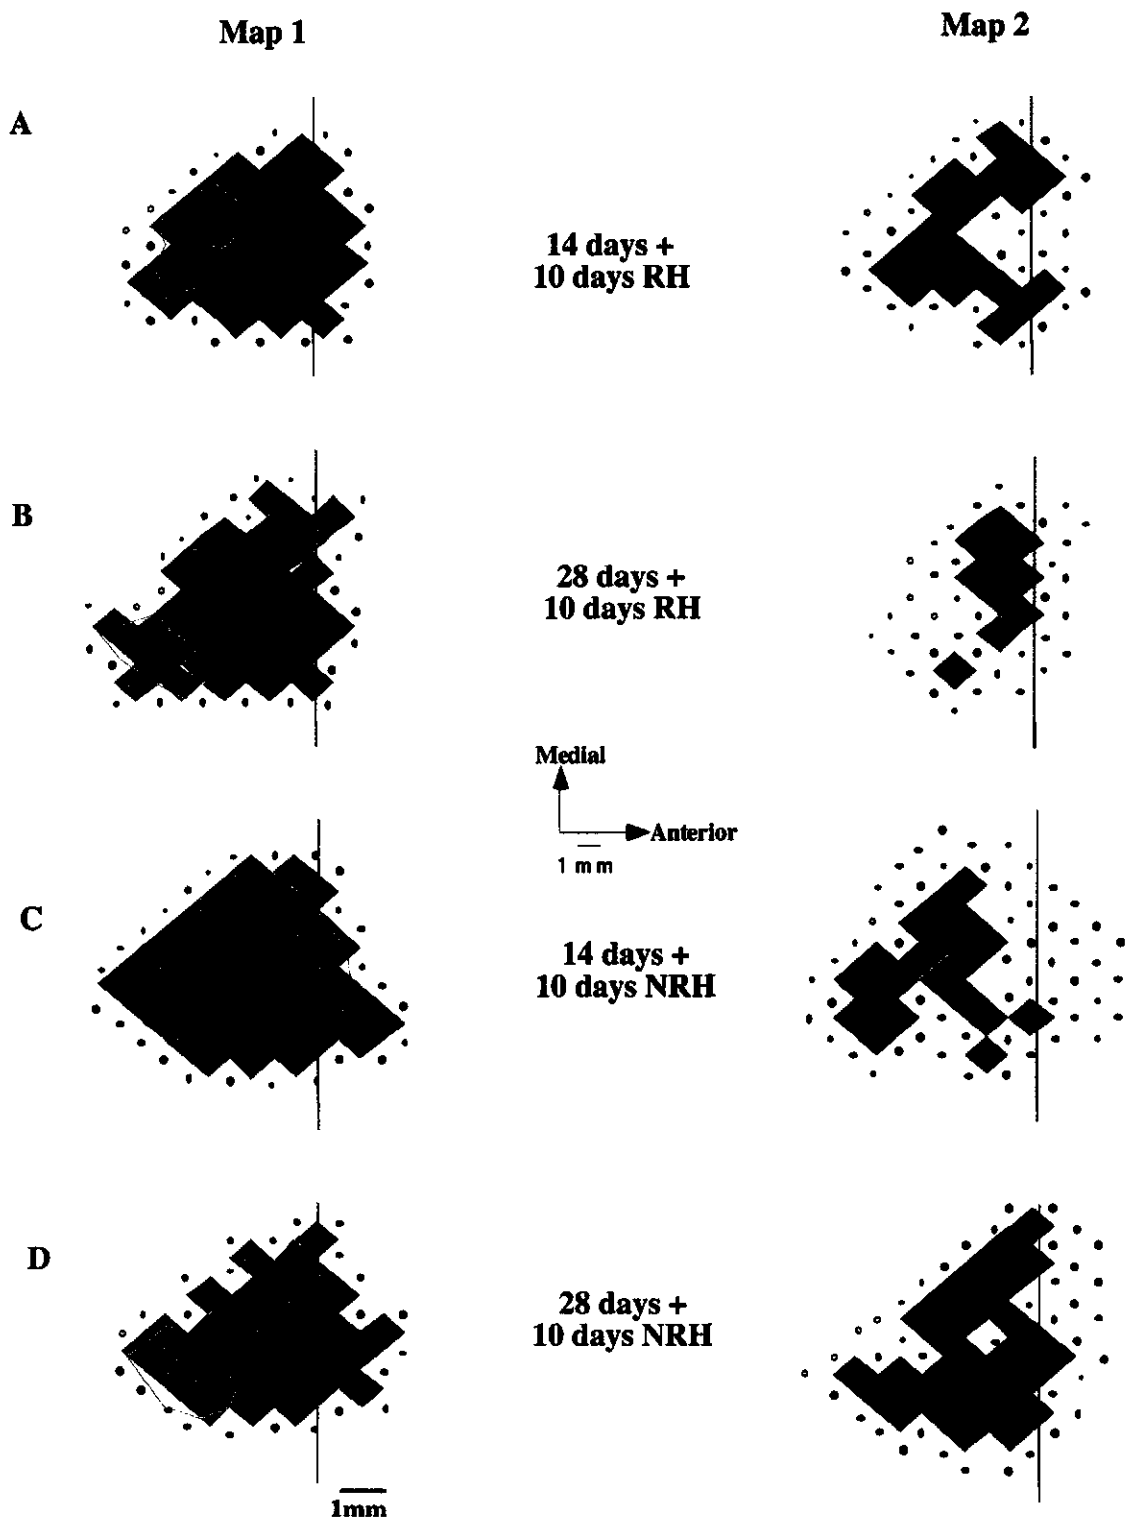 Map 1
Map 2
A
14 days +
10 days RH
B
28 days +
10 days RH
Medial
Anterior
1 mm
C
14 days +
10 days NRH
D
28 days +
10 days NRH
1mm